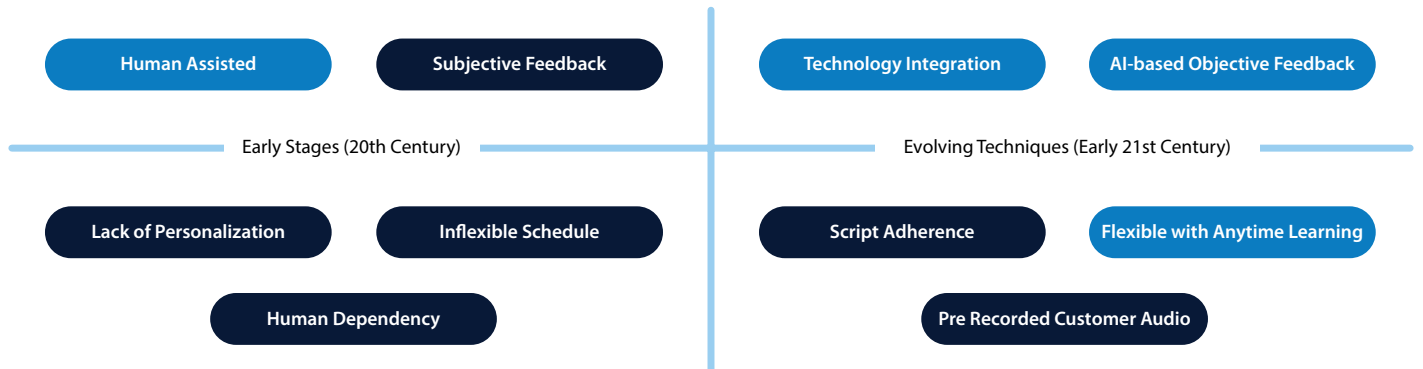 Human Assisted
Subjective Feedback
Early Stages (20th Century)
Lack of Personalization
Inflexible Schedule
Human Dependency
Technology Integration
AI-based Objective Feedback
Evolving Techniques (Early 21st Century)
Script Adherence
Flexible with Anytime Learning
Pre Recorded Customer Audio